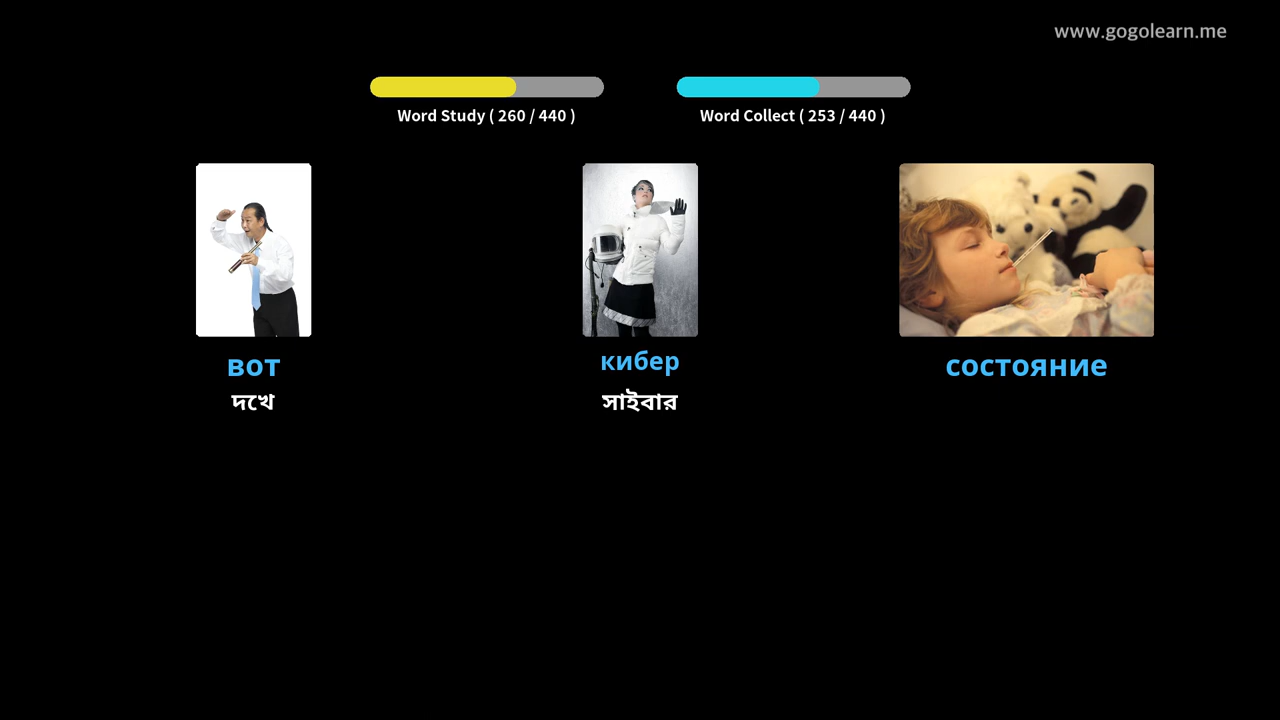 www.gogolearn.me
Word Study ( 260 / 440 )
Word Collect ( 253 / 440 )
вот
দখে
кибер
সাইবার
состояние